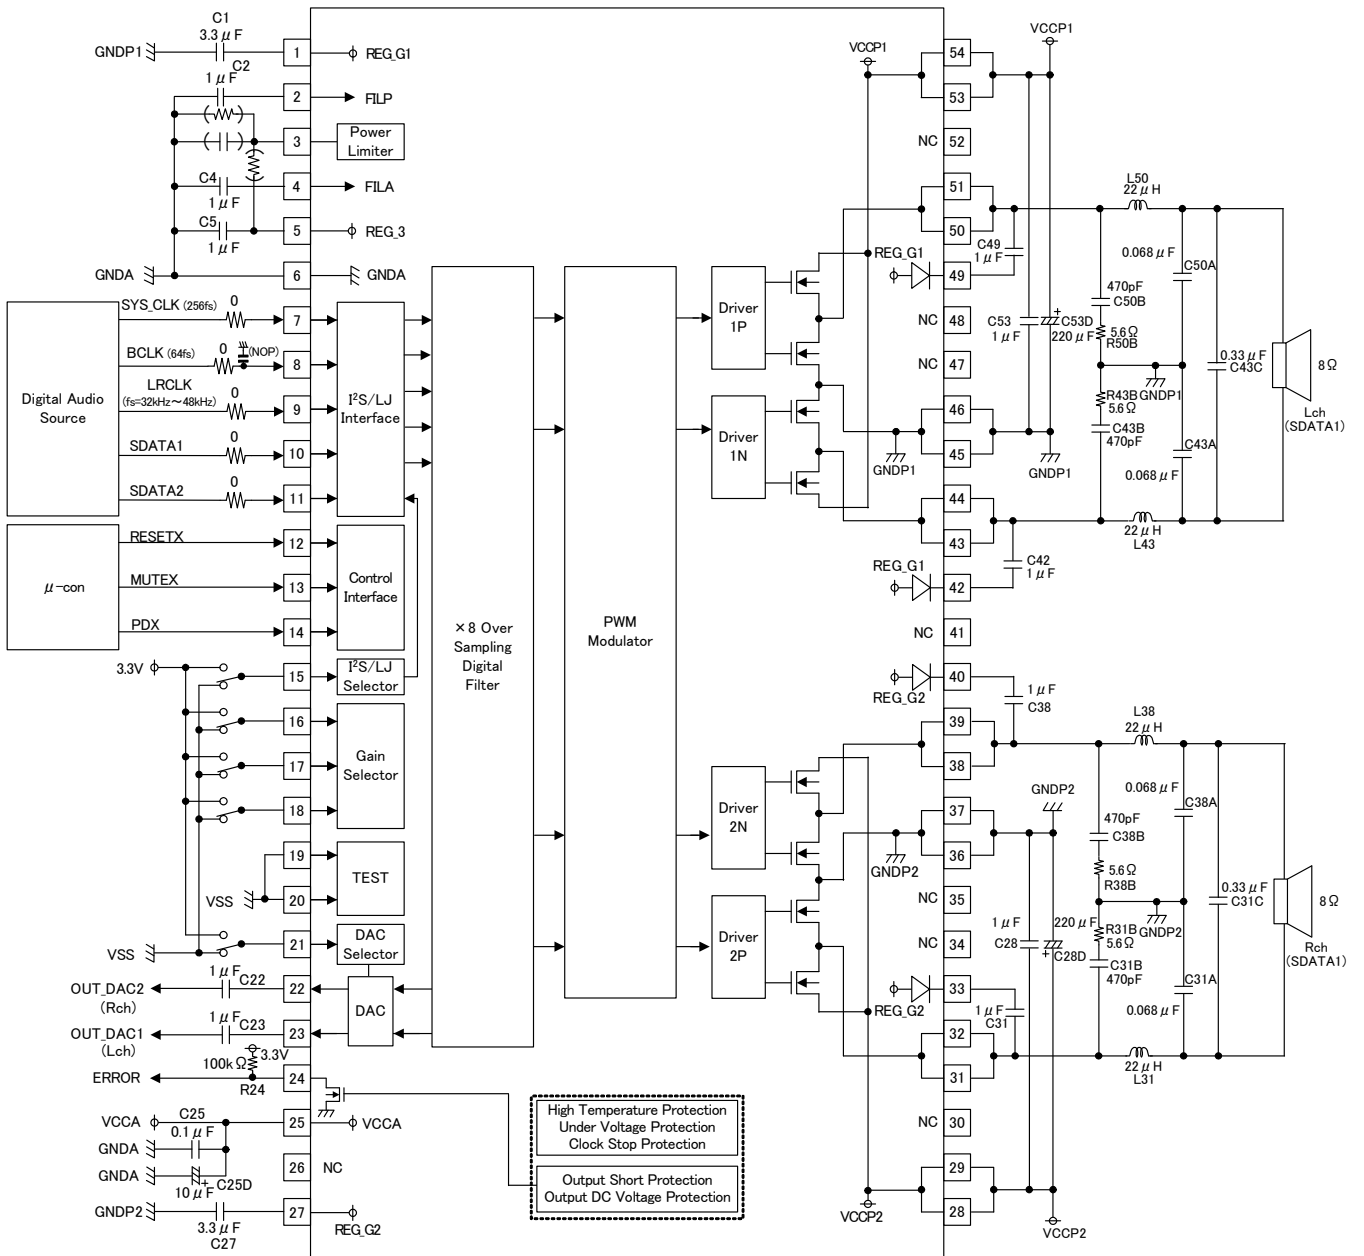 C1
3.3μF
GNDP1
1
REG_G1
C2
1μF
2
FILP
3
Power
Limiter
C4
1μF
4
FILA
C5
1μF
5
REG_3
GNDA
6
GNDA
Digital Audio
Source
SYS_CLK (256fs)
0
7
BCLK (64fs)
0
(NOP)
8
LRCLK
(fs=32kHz～48kHz)
0
9
SDATA1
0
10
SDATA2
0
11
I²S/LJ
Interface
μ-con
RESETX
12
MUTEX
13
PDX
14
Control
Interface
3.3V
15
I²S/LJ
Selector
16
17
18
Gain
Selector
19
VSS
20
TEST
VSS
21
DAC
Selector
1μF
C22
OUT_DAC2
(Rch)
22
1μF
C23
OUT_DAC1
(Lch)
23
DAC
3.3V
100kΩ
R24
ERROR
24
VCCA
C25
25
VCCA
0.1μF
GNDA
GNDA
10μF
+
C25D
26
NC
GNDP2
3.3μF
C27
27
REG_G2
×8 Over
Sampling
Digital
Filter
PWM
Modulator
Driver
1P
Driver
1N
Driver
2N
Driver
2P
High Temperature Protection
Under Voltage Protection
Clock Stop Protection
Output Short Protection
Output DC Voltage Protection
VCCP1
54
53
VCCP1
NC
52
51
50
C49
1μF
REG_G1
49
NC
48
NC
47
C53
1μF
+
C53D
220μF
46
45
GNDP1
GNDP1
44
43
C42
1μF
REG_G1
42
NC
41
L50
22μH
0.068μF
C50A
470pF
C50B
5.6Ω
R50B
GNDP1
R43B
5.6Ω
C43B
470pF
C43A
0.068μF
0.33μF
C43C
8Ω
Lch
(SDATA1)
22μH
L43
REG_G2
40
1μF
C38
39
38
L38
22μH
GNDP2
37
36
GNDP2
NC
35
NC
34
1μF
C28
220μF
+
C28D
REG_G2
33
1μF
C31
32
31
NC
30
29
28
VCCP2
VCCP2
0.068μF
C38A
470pF
C38B
5.6Ω
R38B
GNDP2
R31B
5.6Ω
C31B
470pF
C31A
0.068μF
0.33μF
C31C
8Ω
Rch
(SDATA1)
22μH
L31